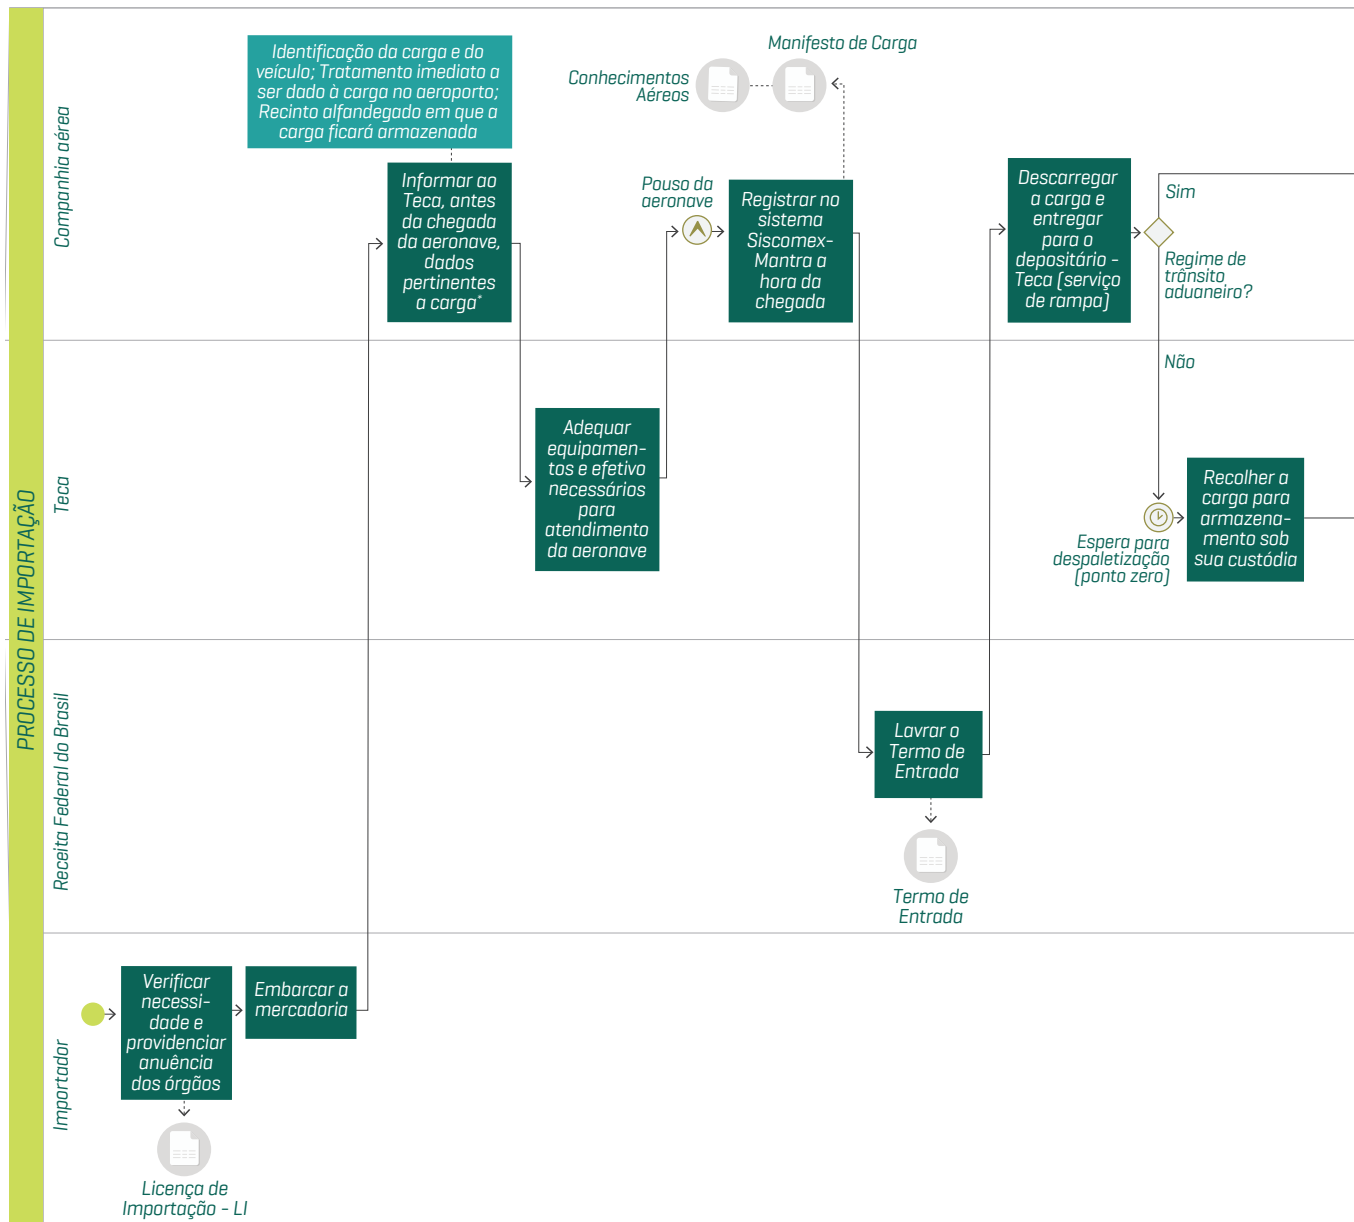 PROCESSO DE IMPORTAÇÃO
Companhia aérea
Identificação da carga e do
veículo; Tratamento imediato a
ser dado à carga no aeroporto;
Recinto alfandegado em que a
carga ficará armazenada
Informar ao
Teca, antes
da chegada
da aeronave,
dados
pertinentes
a carga*
Conhecimentos
Aéreos
Manifesto de Carga
Pouso da
aeronave
Registrar no
sistema
Siscomex-
Mantra a
hora da
chegada
Descarregar
a carga e
entregar
para o
depositário -
Teca (serviço
de rampa)
Sim
Regime de
trânsito
aduaneiro?
Teca
Não
Adequar
equipamen-
tos e efetivo
necessários
para
atendimento
da aeronave
Espera para
despaletização
(ponto zero)
Recolher a
carga para
armazena-
mento sob
sua custódia
Receita Federal do Brasil
Lavrar o
Termo de
Entrada
Termo de
Entrada
Importador
Verificar
necessi-
dade e
providenciar
anuência
dos órgãos
Embarcar a
mercadoria
Licença de
Importação - LI